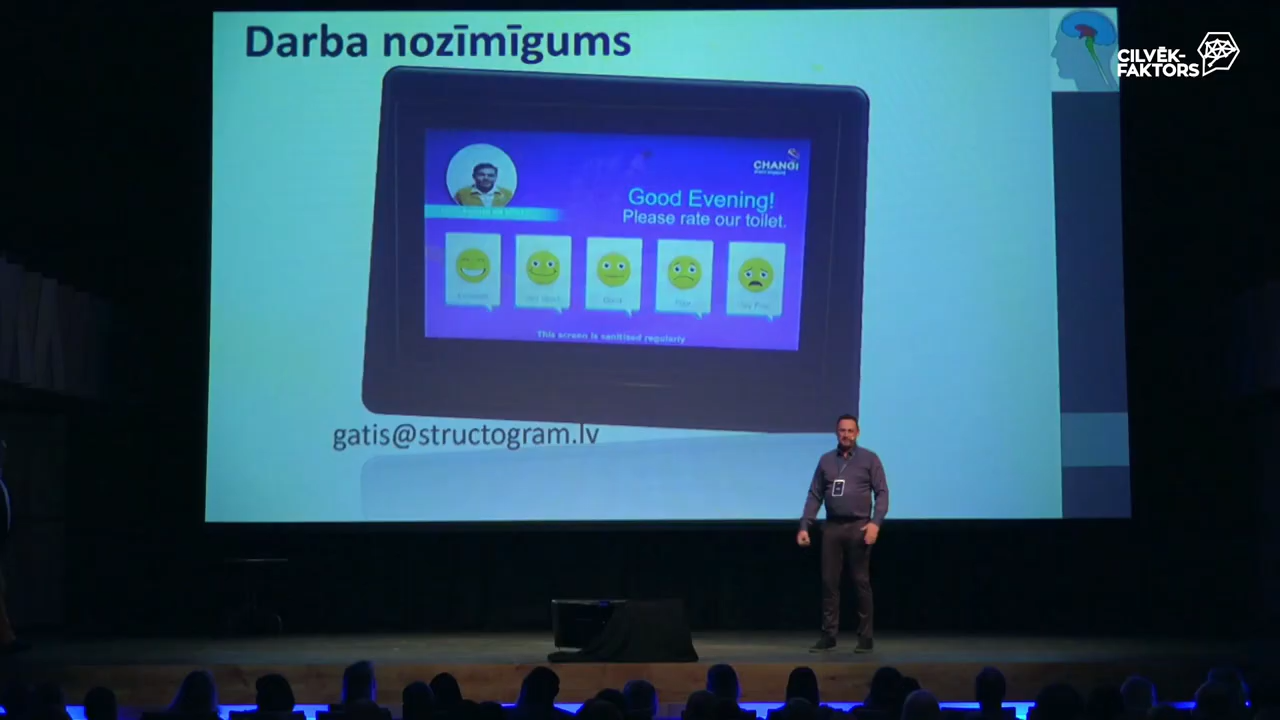 Darba nozīmīgums
CILVĒK-
FAKTORS
CHANGI
Good Evening!
Please rate our toilet.
This screen is sanitised regularly
gatis@structogram.lv